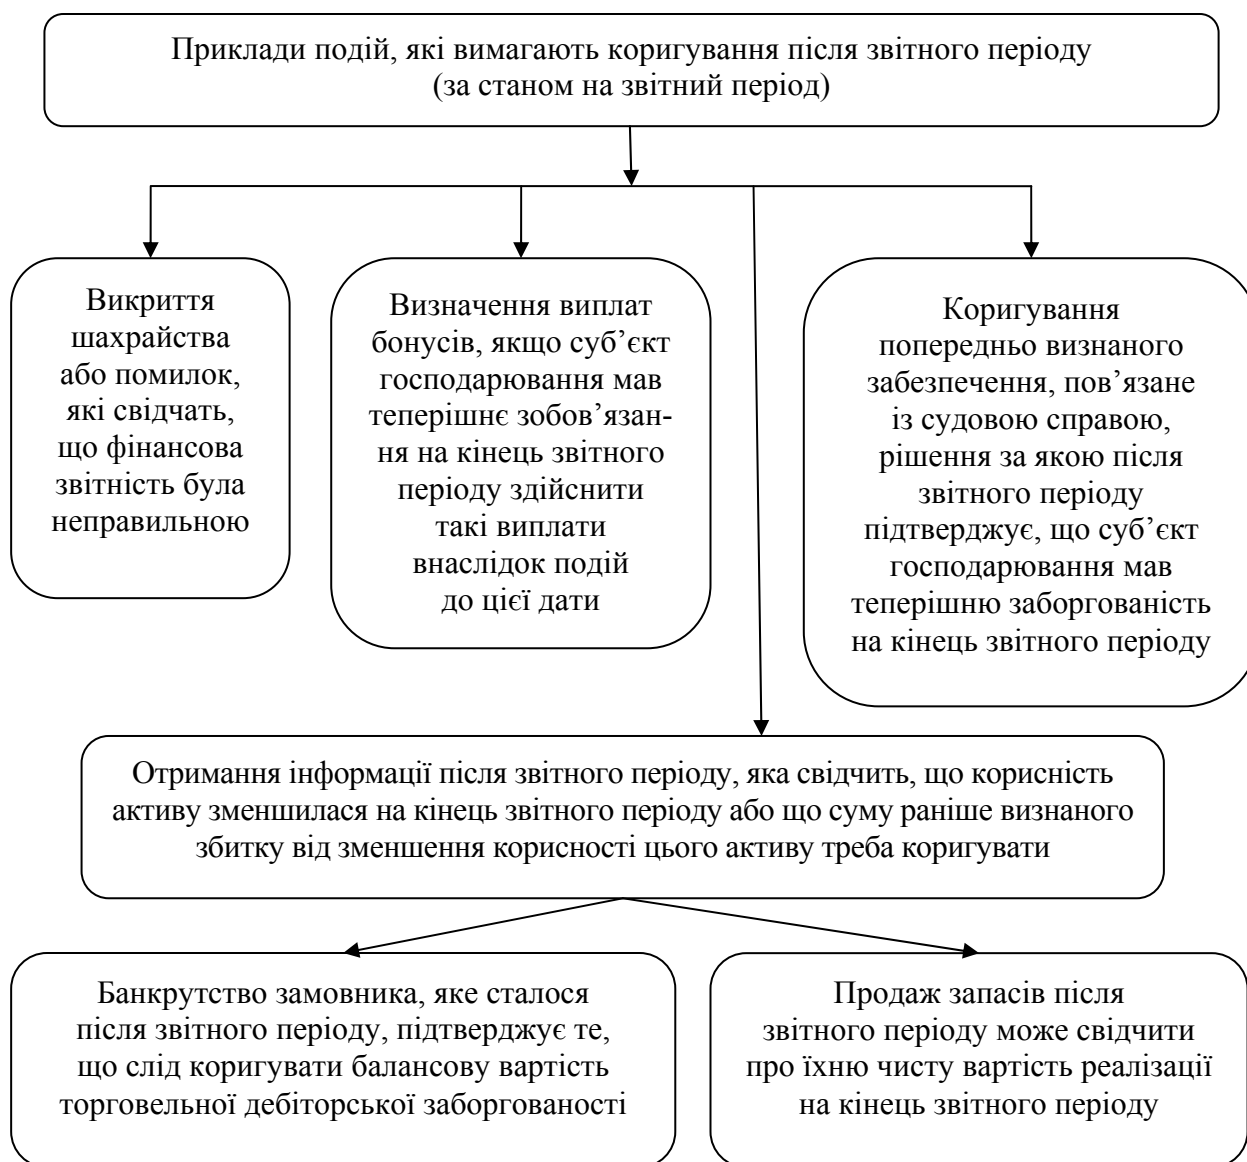 Приклади подій, які вимагають коригування після звітного періоду
(за станом на звітний період)
Викриття
шахрайства
або помилок,
які свідчать,
що фінансова
звітність була
неправильною
Визначення виплат
бонусів, якщо суб’єкт
господарювання мав
теперішнє зобов’язан-
ня на кінець звітного
періоду здійснити
такі виплати
внаслідок подій
до цієї дати
Коригування
попередньо визнаного
забезпечення, пов’язане
із судовою справою,
рішення за якою після
звітного періоду
підтверджує, що суб’єкт
господарювання мав
теперішню заборгованість
на кінець звітного періоду
Отримання інформації після звітного періоду, яка свідчить, що корисність
активу зменшилася на кінець звітного періоду або що суму раніше визнаного
збитку від зменшення корисності цього активу треба коригувати
Банкрутство замовника, яке сталося
після звітного періоду, підтверджує те,
що слід коригувати балансову вартість
торговельної дебіторської заборгованості
Продаж запасів після
звітного періоду може свідчити
про їхню чисту вартість реалізації
на кінець звітного періоду